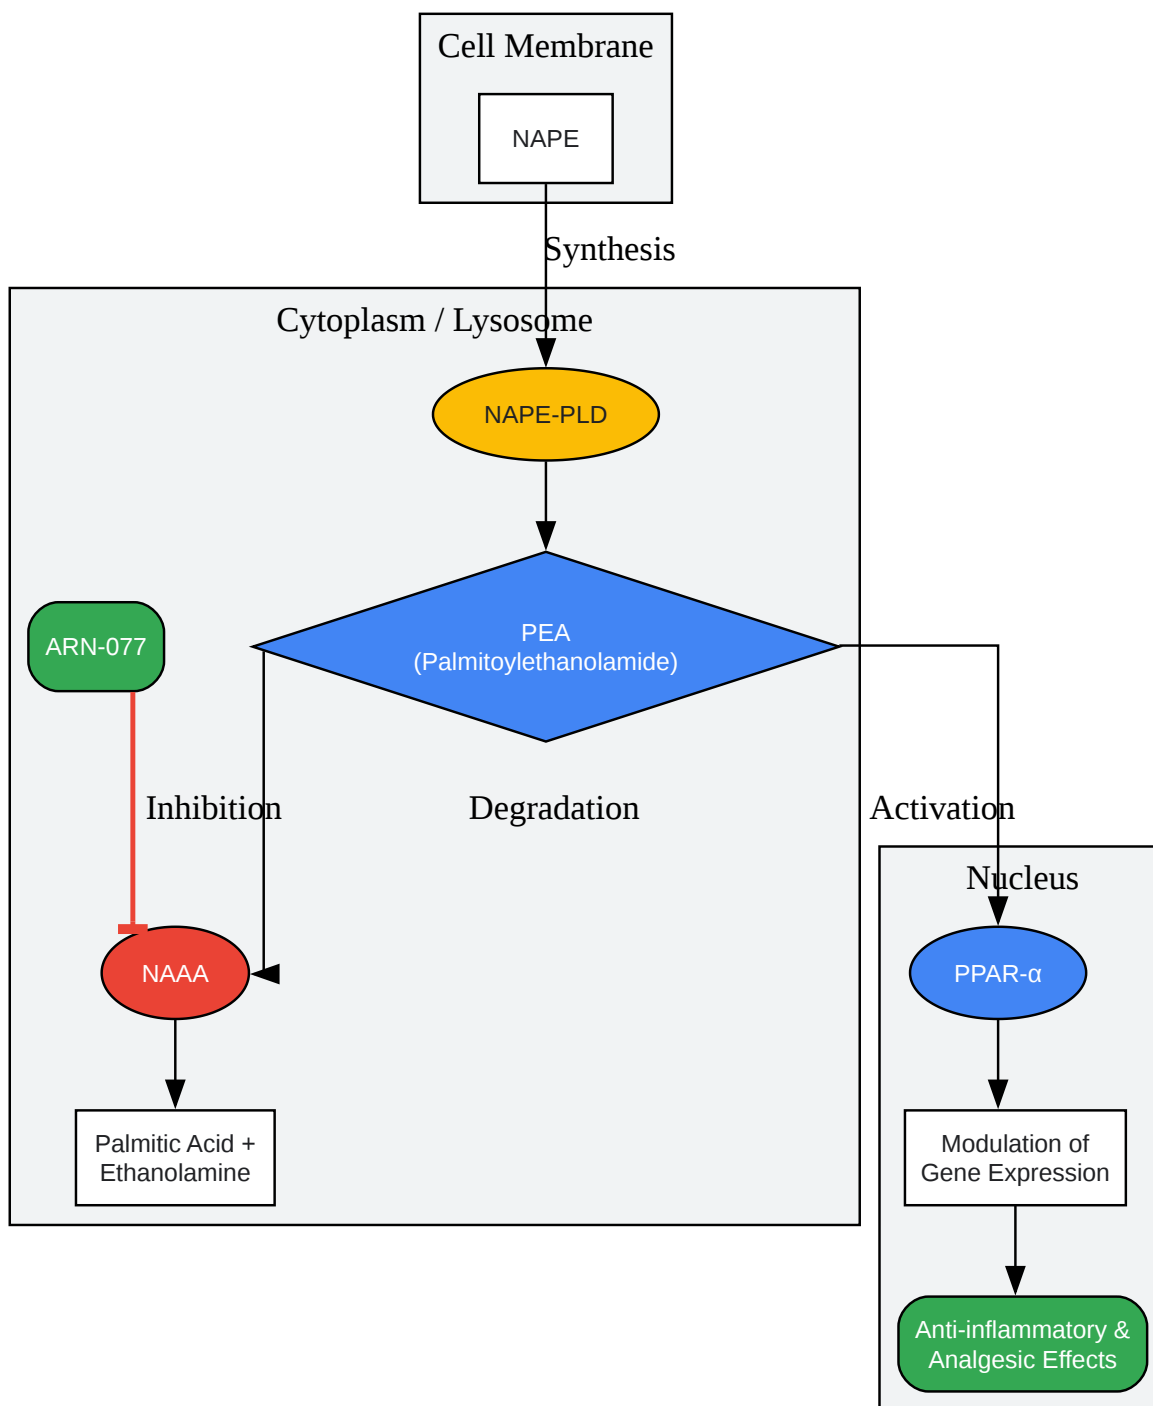 Cell Membrane
NAPE
Synthesis
Cytoplasm / Lysosome
NAPE-PLD
PEA
(Palmitoylethanolamide)
ARN-077
Inhibition
Degradation
Activation
Nucleus
NAAA
PPAR-α
Palmitic Acid +
Ethanolamine
Modulation of
Gene Expression
Anti-inflammatory &
Analgesic Effects